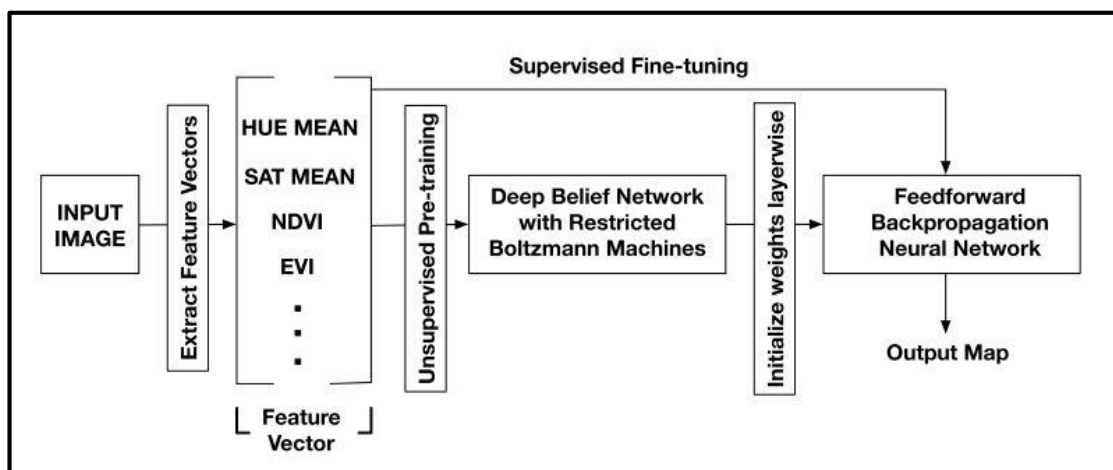 Supervised Fine-tuning
INPUT
IMAGE
Extract Feature Vectors
HUE MEAN
SAT MEAN
NDVI
EVI
.
.
.
Feature
Vector
Unsupervised Pre-training
Deep Belief Network
with Restricted
Boltzmann Machines
Initialize weights layerwise
Feedforward
Backpropagation
Neural Network
Output Map